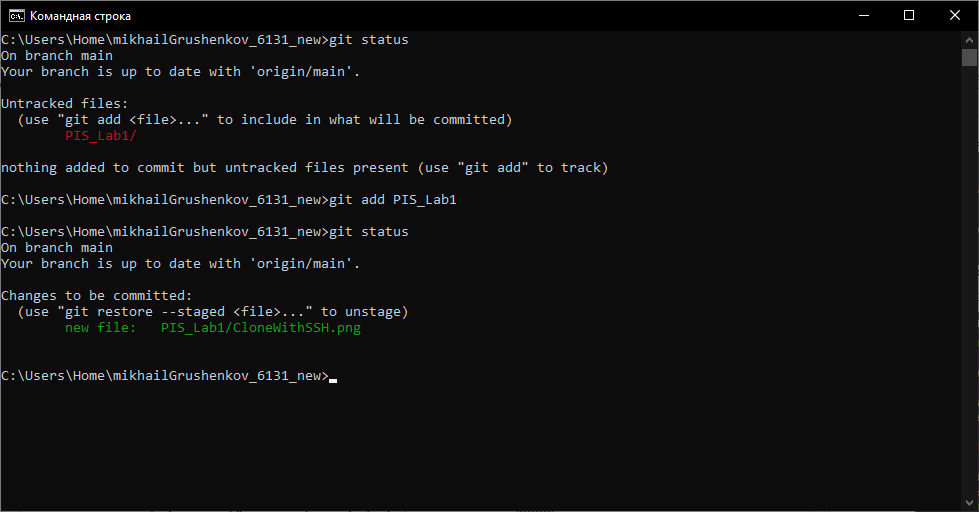 Командная строка
C:\Users\Home\mikhailGrushenkov_6131_new>git status
On branch main
Your branch is up to date with 'origin/main'.
Untracked files:
(use "git add <file>..." to include in what will be committed)
PIS_Lab1/
nothing added to commit but untracked files present (use "git add" to track)
C:\Users\Home\mikhailGrushenkov_6131_new>git add PIS_Lab1
C:\Users\Home\mikhailGrushenkov_6131_new>git status
On branch main
Your branch is up to date with 'origin/main'.
Changes to be committed:
(use "git restore --staged <file>..." to unstage)
new file:   PIS_Lab1/CloneWithSSH.png
C:\Users\Home\mikhailGrushenkov_6131_new>